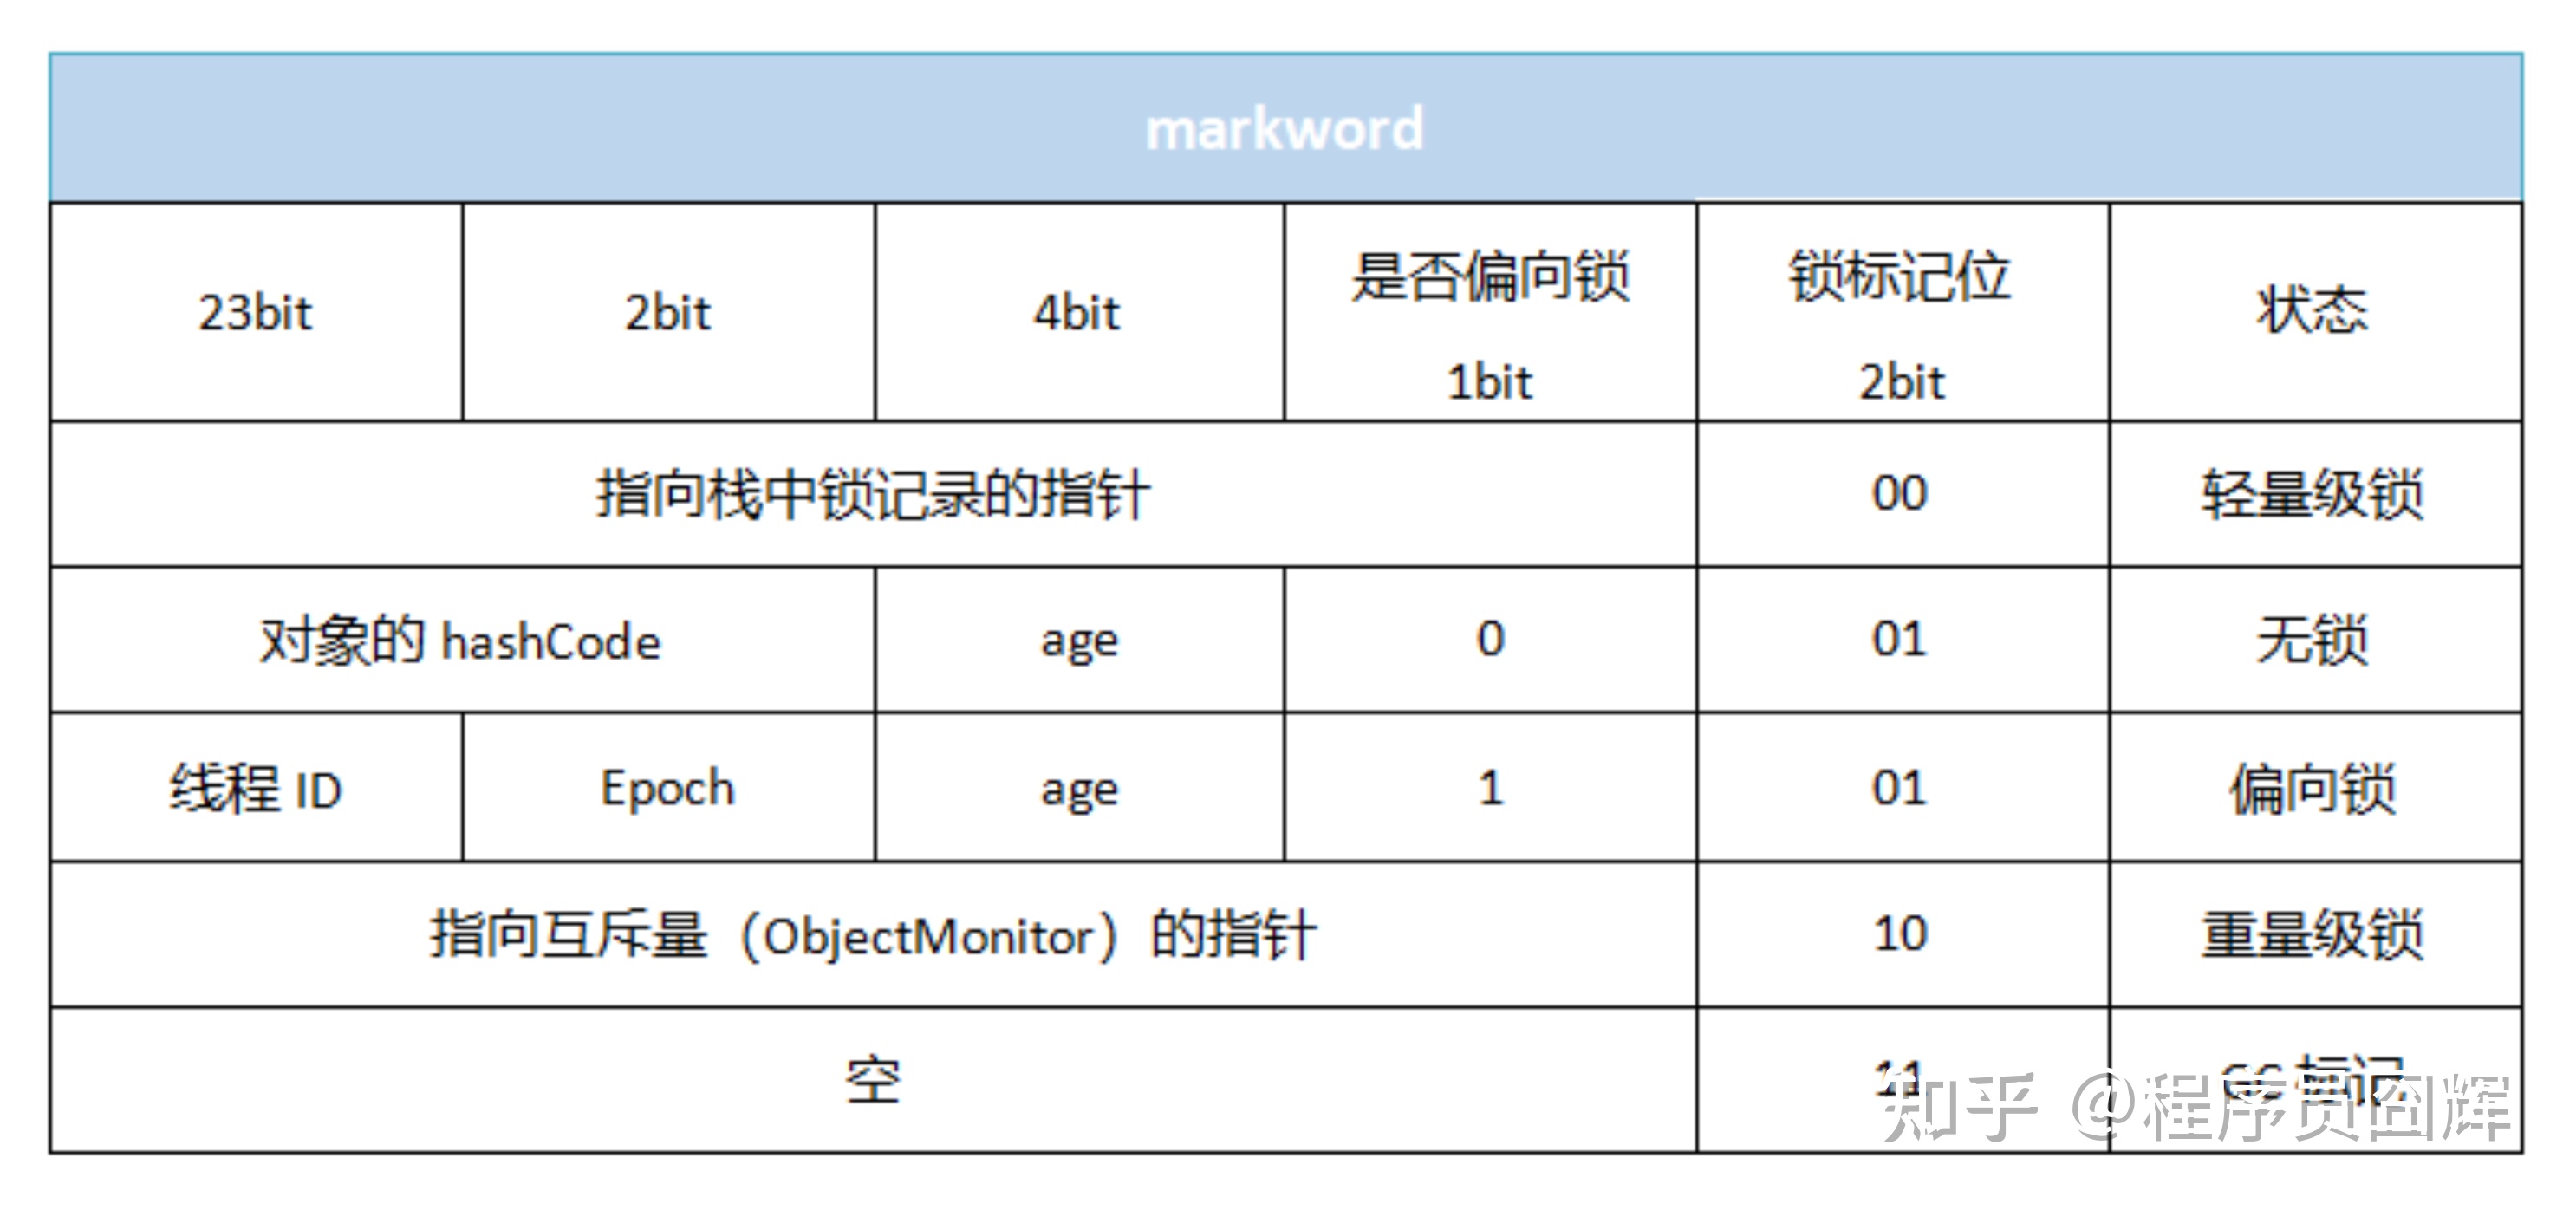 markword
23bit 2bit 4bit 是否偏向锁 1bit 锁标记位 2bit 状态
指向栈中锁记录的指针 00 轻量级锁
对象的 hashCode age 0 01 无锁
线程 ID Epoch age 1 01 偏向锁
指向互斥量（ObjectMonitor）的指针 10 重量级锁
空 11 GC 标记
知乎 @程序员囧辉